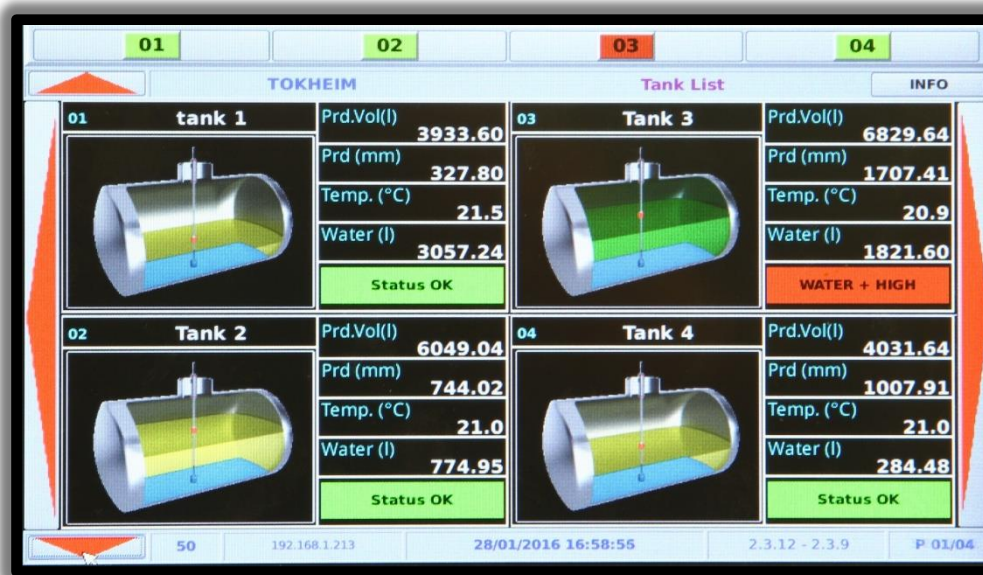 01 02 03 04
TOKHEIM Tank List INFO
01 tank 1
Prd.Vol(l)
3933.60
Prd (mm)
327.80
Temp. (°C)
21.5
Water (l)
3057.24
Status OK
03 Tank 3
Prd.Vol(l)
6829.64
Prd (mm)
1707.41
Temp. (°C)
20.9
Water (l)
1821.60
WATER + HIGH
02 Tank 2
Prd.Vol(l)
6049.04
Prd (mm)
744.02
Temp. (°C)
21.0
Water (l)
774.95
Status OK
04 Tank 4
Prd.Vol(l)
4031.64
Prd (mm)
1007.91
Temp. (°C)
21.0
Water (l)
284.48
Status OK
50 192.168.1.213 28/01/2016 16:58:55 2.3.12 - 2.3.9 P 01/04